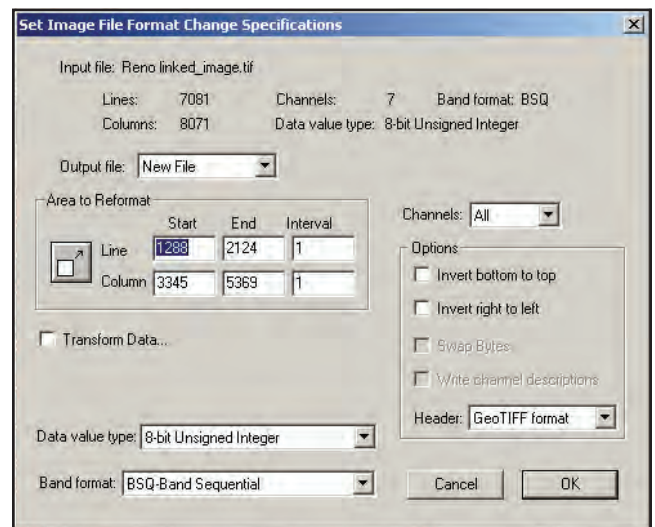 Set Image File Format Change Specifications
Input file: Reno linked_image.tif
Lines: 7081 Channels: 7 Band format: BSQ
Columns: 8071 Data value type: 8-bit Unsigned Integer
Output file: New File
Area to Reformat
Start End Interval
Line 1288 2124 1
Column 3345 5369 1
Channels: All
Options
Invert bottom to top
Invert right to left
Swap Bytes
Write channel descriptions
Header: GeoTIFF format
Transform Data...
Data value type: 8-bit Unsigned Integer
Band format: BSQ-Band Sequential
Cancel OK